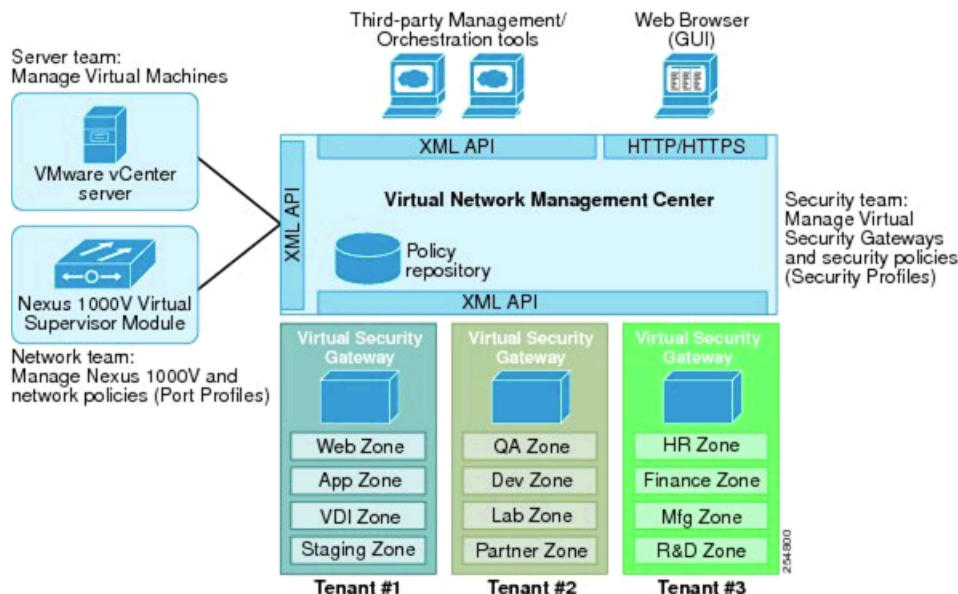 Third-party Management/
Orchestration tools
Web Browser
(GUI)
Server team:
Manage Virtual Machines
VMware vCenter
server
Nexus 1000V Virtual
Supervisor Module
Network team:
Manage Nexus 1000V and
network policies (Port Profiles)
XML API
XML API
HTTP/HTTPS
Virtual Network Management Center
Policy
repository
XML API
Security team:
Manage Virtual
Security Gateways
and security policies
(Security Profiles)
Virtual Security
Gateway
Web Zone
App Zone
VDI Zone
Staging Zone
Tenant #1
Virtual Security
Gateway
QA Zone
Dev Zone
Lab Zone
Partner Zone
Tenant #2
Virtual Security
Gateway
HR Zone
Finance Zone
Mfg Zone
R&D Zone
Tenant #3
254800